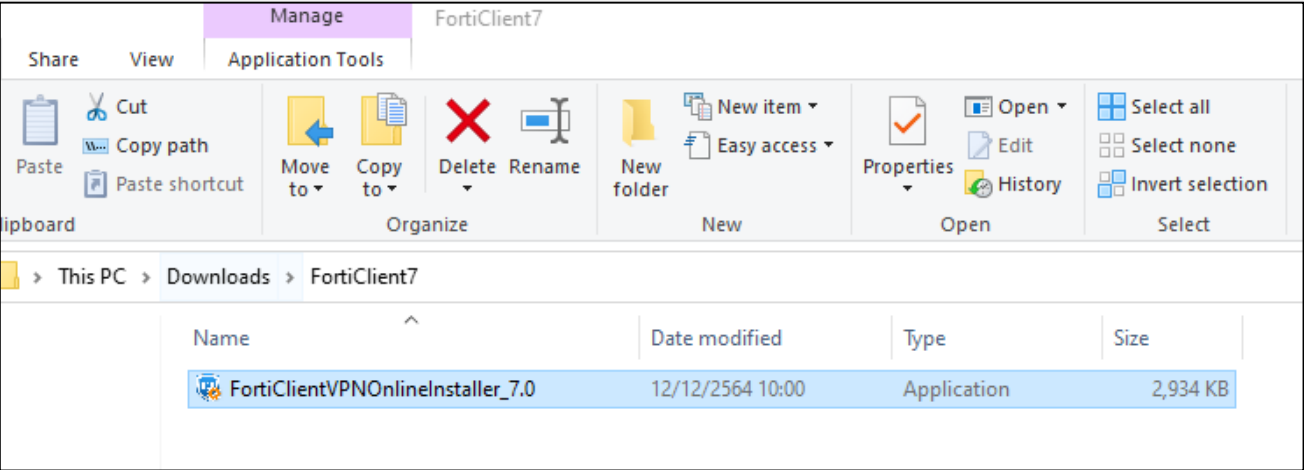 Manage FortiClient7
Share View Application Tools
Cut
Copy path
Paste shortcut
Paste
Move to
Copy to
Delete
Rename
New folder
New item
Easy access
Properties
Open
Edit
History
Select all
Select none
Invert selection
lipboard Organize New Open Select
This PC > Downloads > FortiClient7
Name Date modified Type Size
FortiClientVPNOnlineInstaller_7.0 12/12/2564 10:00 Application 2,934 KB